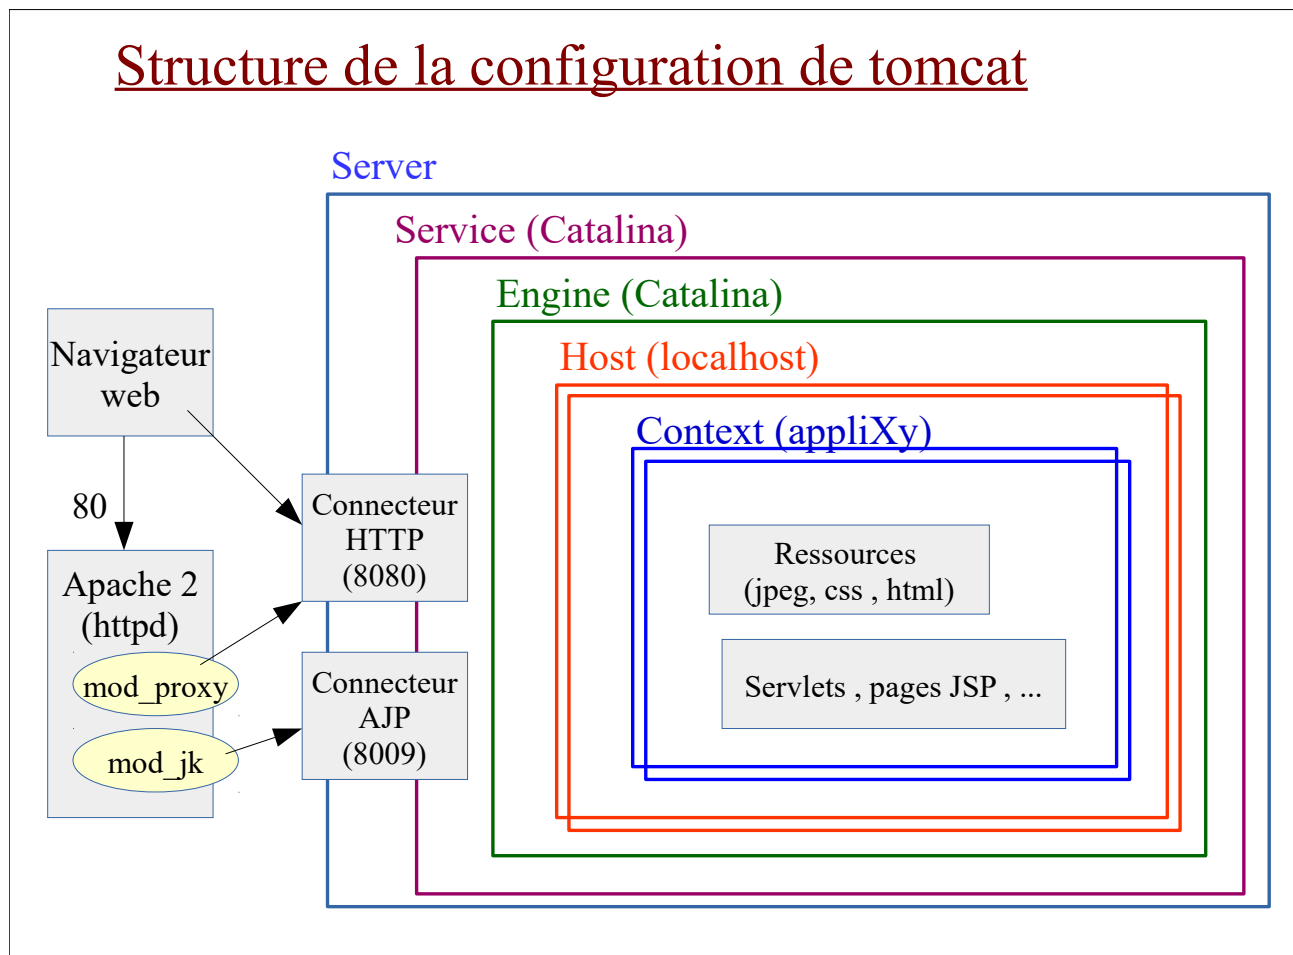 Structure de la configuration de tomcat
Server
Service (Catalina)
Engine (Catalina)
Host (localhost)
Context (appliXy)
Navigateur
web
80
Apache 2
(httpd)
mod_proxy
mod_jk
Connecteur
HTTP
(8080)
Connecteur
AJP
(8009)
Ressources
(jpeg, css , html)
Servlets , pages JSP , ...